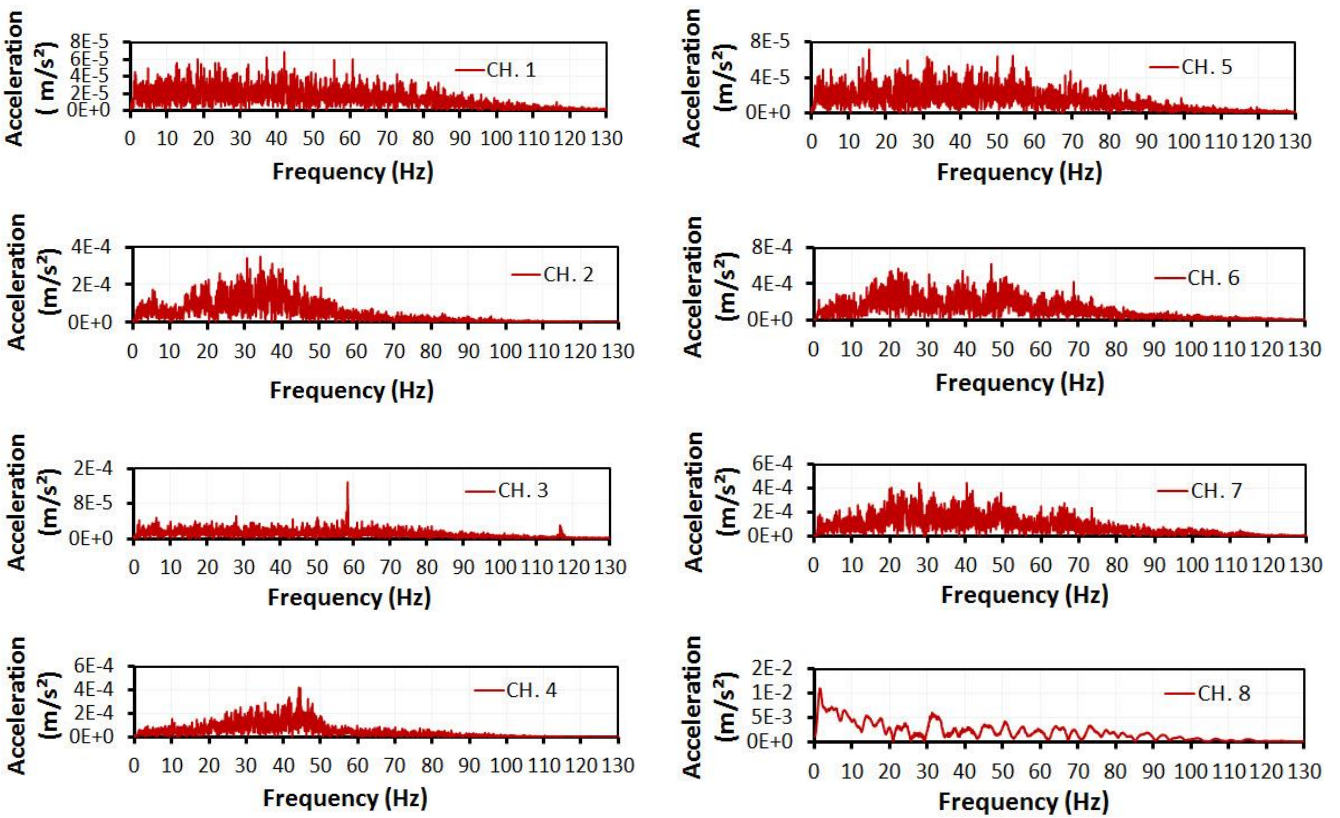 Acceleration
( m/s²)
8E-5
6E-5
4E-5
2E-5
0E+0
CH. 1
0 10 20 30 40 50 60 70 80 90 100 110 120 130
Frequency (Hz)
Acceleration
(m/s²)
4E-4
2E-4
0E+0
CH. 2
0 10 20 30 40 50 60 70 80 90 100 110 120 130
Frequency (Hz)
Acceleration
(m/s²)
2E-4
8E-5
0E+0
CH. 3
0 10 20 30 40 50 60 70 80 90 100 110 120 130
Frequency (Hz)
Acceleration
(m/s²)
6E-4
4E-4
2E-4
0E+0
CH. 4
0 10 20 30 40 50 60 70 80 90 100 110 120 130
Frequency (Hz)
Acceleration
(m/s²)
8E-5
4E-5
0E+0
CH. 5
0 10 20 30 40 50 60 70 80 90 100 110 120 130
Frequency (Hz)
Acceleration
(m/s²)
8E-4
4E-4
0E+0
CH. 6
0 10 20 30 40 50 60 70 80 90 100 110 120 130
Frequency (Hz)
Acceleration
(m/s²)
6E-4
4E-4
2E-4
0E+0
CH. 7
0 10 20 30 40 50 60 70 80 90 100 110 120 130
Frequency (Hz)
Acceleration
(m/s²)
2E-2
1E-2
5E-3
0E+0
CH. 8
0 10 20 30 40 50 60 70 80 90 100 110 120 130
Frequency (Hz)